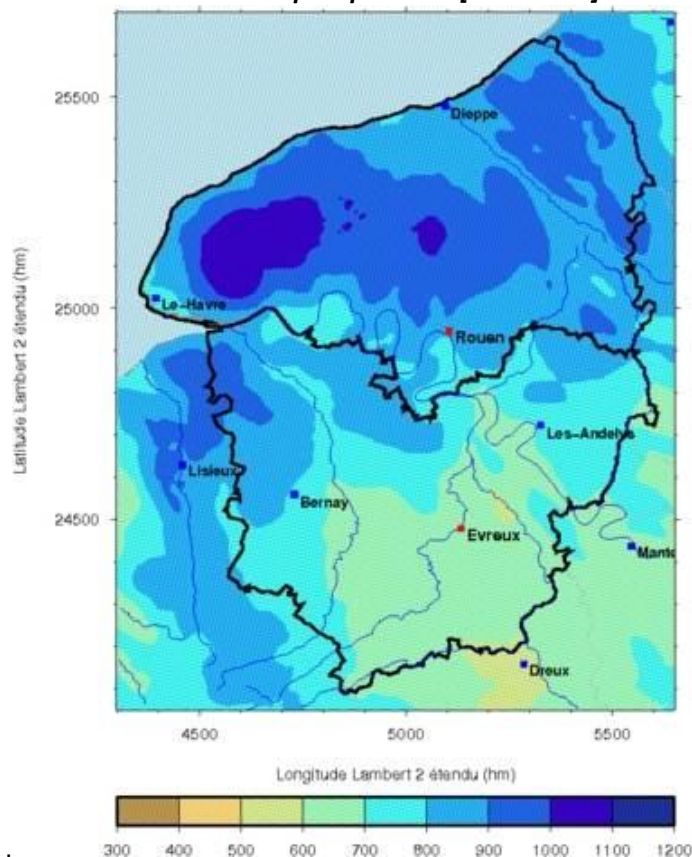 25500
Dieppe
25000
Le-Havre
Rouen
Les-Andelys
Lisieux
Bernay
24500
Evreux
Mante
Dreux
4500 5000 5500
Latitude Lambert 2 étendu (hm)
Longitude Lambert 2 étendu (hm)
300 400 500 600 700 800 900 1000 1100 1200